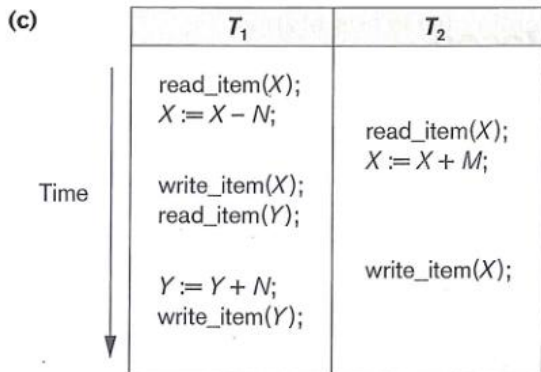 (c)
T₁ T₂
read_item(X);
X := X – N;
read_item(X);
X := X + M;
Time
write_item(X);
read_item(Y);
write_item(X);
Y := Y + N;
write_item(Y);